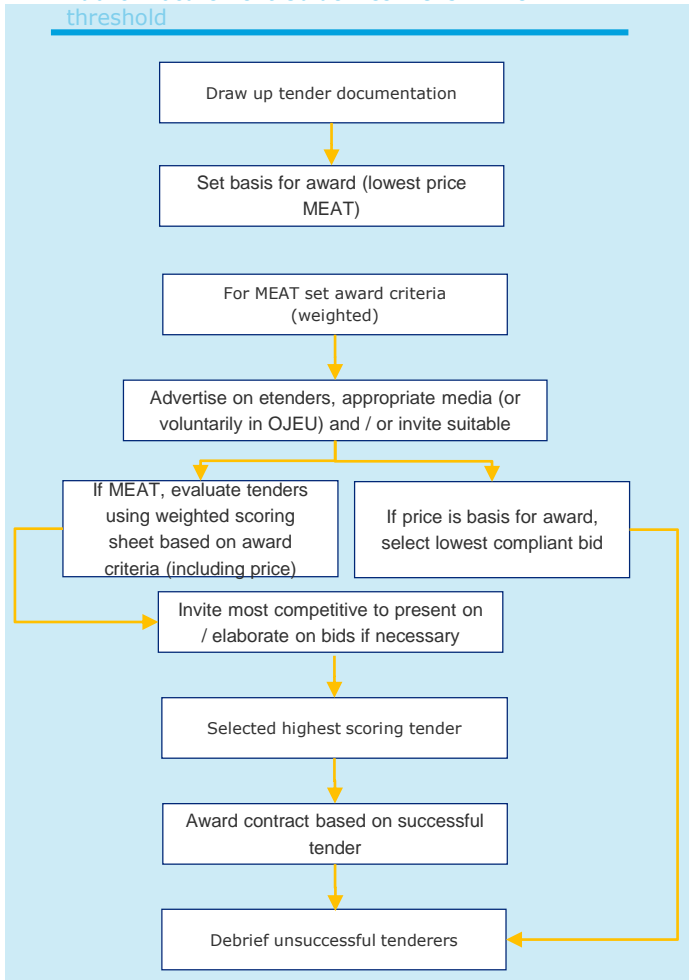 threshold
Draw up tender documentation
Set basis for award (lowest price
MEAT)
For MEAT set award criteria
(weighted)
Advertise on etenders, appropriate media (or
voluntarily in OJEU) and / or invite suitable
If MEAT, evaluate tenders
using weighted scoring
sheet based on award
criteria (including price)
If price is basis for award,
select lowest compliant bid
Invite most competitive to present on
/ elaborate on bids if necessary
Selected highest scoring tender
Award contract based on successful
tender
Debrief unsuccessful tenderers